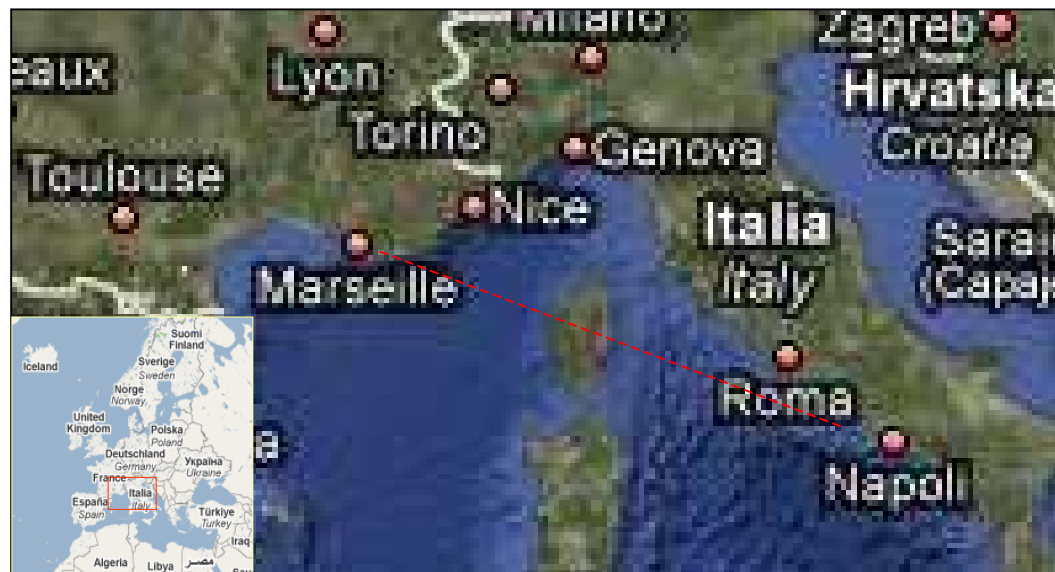 Milano
Zagreb
eaux
Lyon
Hrvatska
Croatia
Torino
Genova
Toulouse
Nice
Italia
Italy
Marseille
Roma
Napoli
Suomi
Finland
Iceland
Sverige
Sweden
Norge
Norway
United
Kingdom
Polska
Poland
Deutschland
Germany
Україна
Ukraine
France
Italia
Italy
España
Spain
Türkiye
Turkey
Iraq
Algeria
Libya
مصر